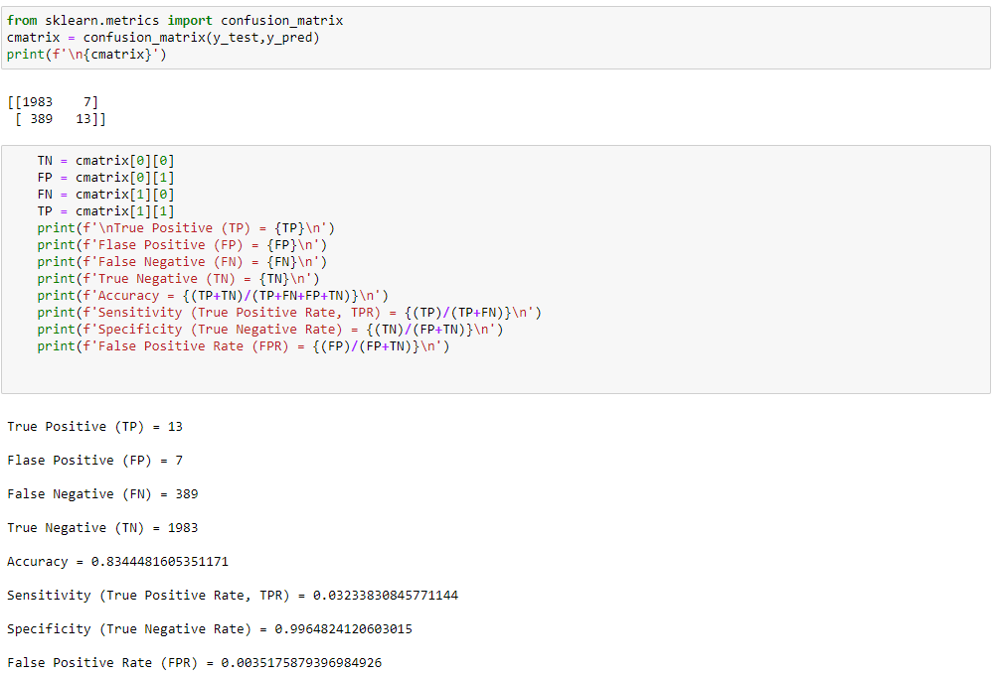 from sklearn.metrics import confusion_matrix
cmatrix = confusion_matrix(y_test,y_pred)
print(f'\n{cmatrix}')
[[1983    7]
 [ 389   13]]
    TN = cmatrix[0][0]
    FP = cmatrix[0][1]
    FN = cmatrix[1][0]
    TP = cmatrix[1][1]
    print(f'\nTrue Positive (TP) = {TP}\n')
    print(f'Flase Positive (FP) = {FP}\n')
    print(f'False Negative (FN) = {FN}\n')
    print(f'True Negative (TN) = {TN}\n')
    print(f'Accuracy = {(TP+TN)/(TP+FN+FP+TN)}\n')
    print(f'Sensitivity (True Positive Rate, TPR) = {(TP)/(TP+FN)}\n')
    print(f'Specificity (True Negative Rate) = {(TN)/(FP+TN)}\n')
    print(f'False Positive Rate (FPR) = {(FP)/(FP+TN)}\n')
True Positive (TP) = 13
Flase Positive (FP) = 7
False Negative (FN) = 389
True Negative (TN) = 1983
Accuracy = 0.8344481605351171
Sensitivity (True Positive Rate, TPR) = 0.03233830845771144
Specificity (True Negative Rate) = 0.9964824120603015
False Positive Rate (FPR) = 0.0035175879396984926